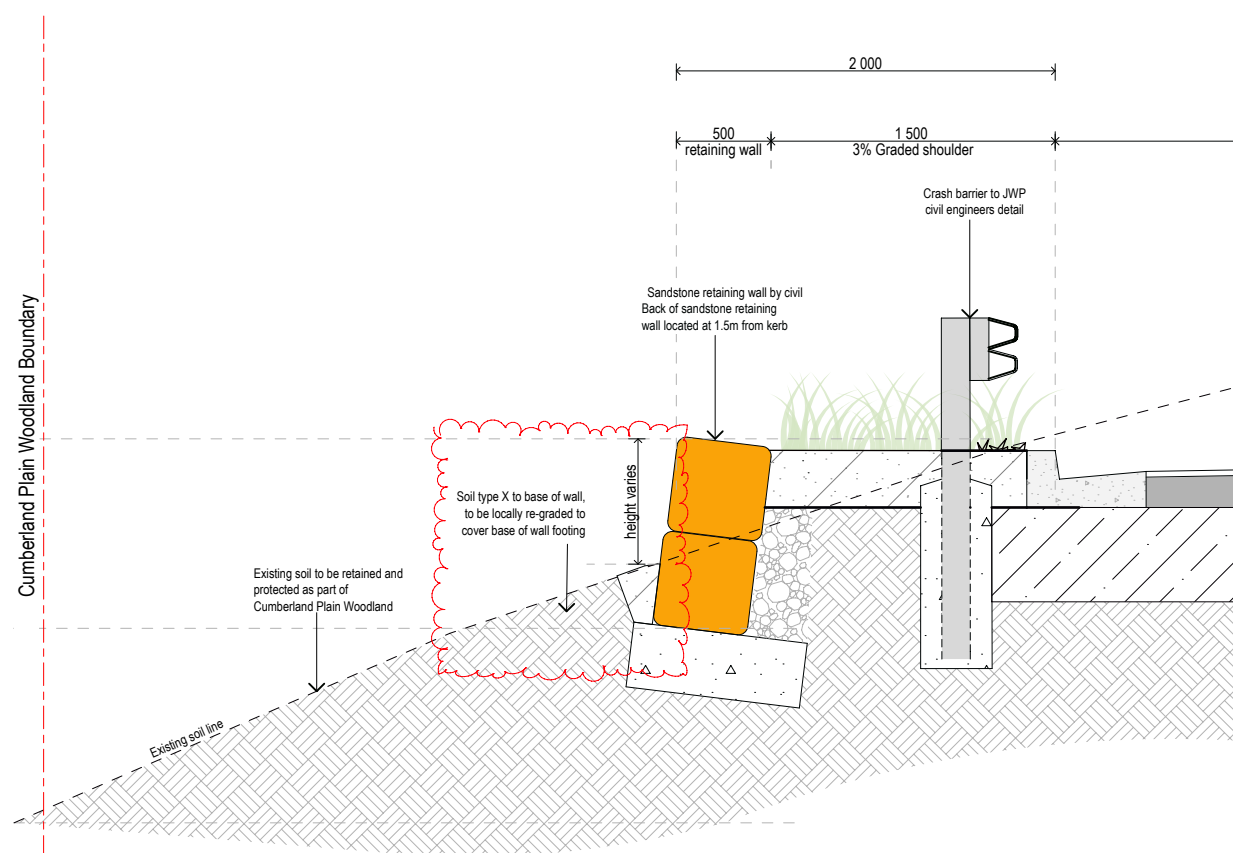 2 000
500
retaining wall
1 500
3% Graded shoulder
Crash barrier to JWP
civil engineers detail
Sandstone retaining wall by civil
Back of sandstone retaining
wall located at 1.5m from kerb
Cumberland Plain Woodland Boundary
height varies
Soil type X to base of wall,
to be locally re-graded to
cover base of wall footing
Existing soil to be retained and
protected as part of
Cumberland Plain Woodland
Existing soil line